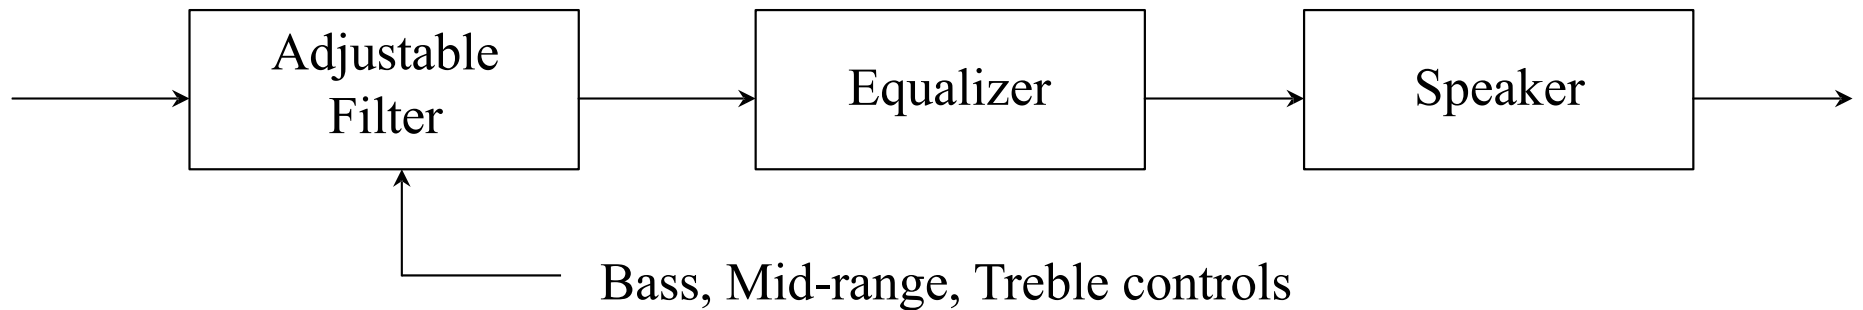 Adjustable
Filter
Equalizer
Speaker
Bass, Mid-range, Treble controls